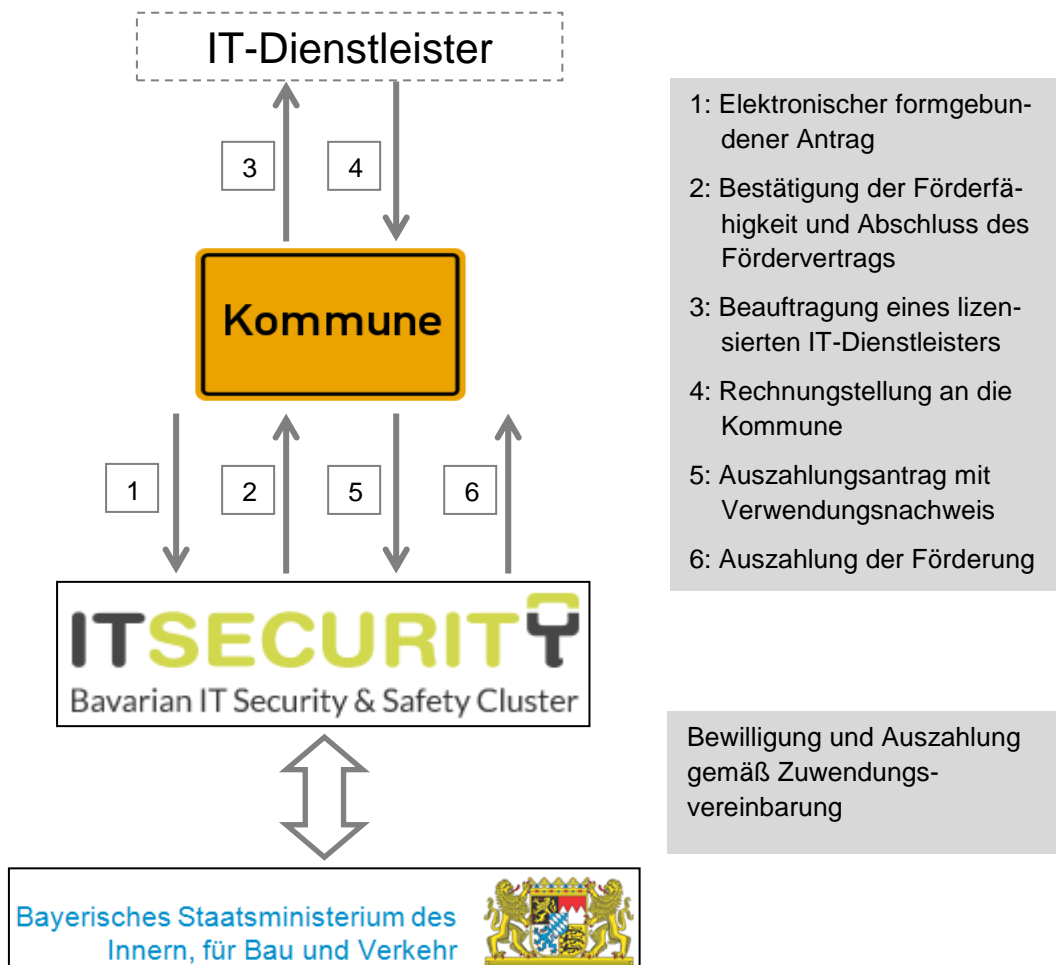 IT-Dienstleister
3
4
Kommune
1
2
5
6
ITSECURITY
Bavarian IT Security & Safety Cluster
Bayerisches Staatsministerium des
Innern, für Bau und Verkehr
1: Elektronischer formgebun-
dener Antrag
2: Bestätigung der Förderfä-
higkeit und Abschluss des
Fördervertrags
3: Beauftragung eines lizen-
sierten IT-Dienstleisters
4: Rechnungstellung an die
Kommune
5: Auszahlungsantrag mit
Verwendungsnachweis
6: Auszahlung der Förderung
Bewilligung und Auszahlung
gemäß Zuwendungs-
vereinbarung